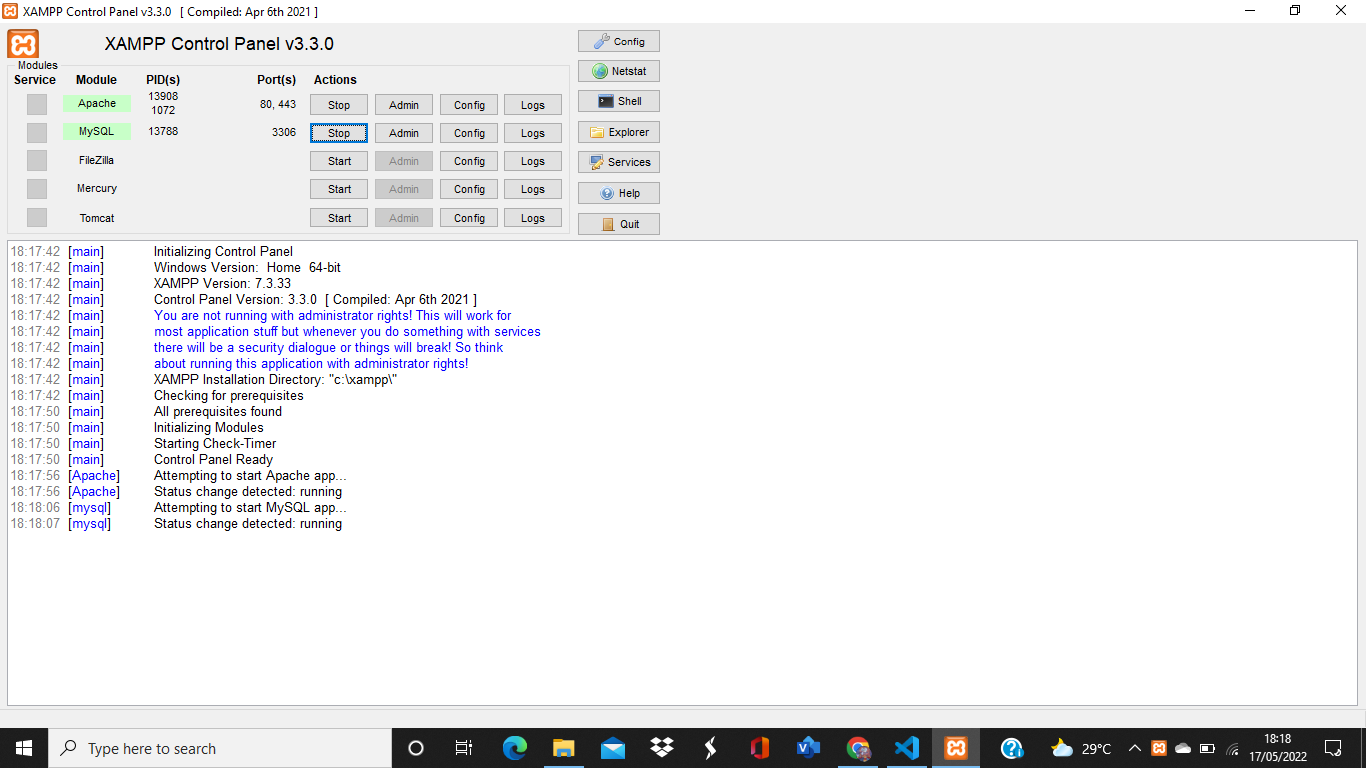 XAMPP Control Panel v3.3.0 [ Compiled: Apr 6th 2021 ]
XAMPP Control Panel v3.3.0
Modules
Service Module PID(s) Port(s) Actions
Apache 13908 1072 80, 443 Stop Admin Config Logs
MySQL 13788 3306 Stop Admin Config Logs
FileZilla Start Admin Config Logs
Mercury Start Admin Config Logs
Tomcat Start Admin Config Logs
Config
Netstat
Shell
Explorer
Services
Help
Quit
18:17:42 [main] Initializing Control Panel
18:17:42 [main] Windows Version: Home 64-bit
18:17:42 [main] XAMPP Version: 7.3.33
18:17:42 [main] Control Panel Version: 3.3.0 [ Compiled: Apr 6th 2021 ]
18:17:42 [main] You are not running with administrator rights! This will work for
18:17:42 [main] most application stuff but whenever you do something with services
18:17:42 [main] there will be a security dialogue or things will break! So think
18:17:42 [main] about running this application with administrator rights!
18:17:42 [main] XAMPP Installation Directory: "c:\xampp\"
18:17:42 [main] Checking for prerequisites
18:17:50 [main] All prerequisites found
18:17:50 [main] Initializing Modules
18:17:50 [main] Starting Check-Timer
18:17:50 [main] Control Panel Ready
18:17:56 [Apache] Attempting to start Apache app...
18:17:56 [Apache] Status change detected: running
18:18:06 [mysql] Attempting to start MySQL app...
18:18:07 [mysql] Status change detected: running
Type here to search
29°C
18:18
17/05/2022